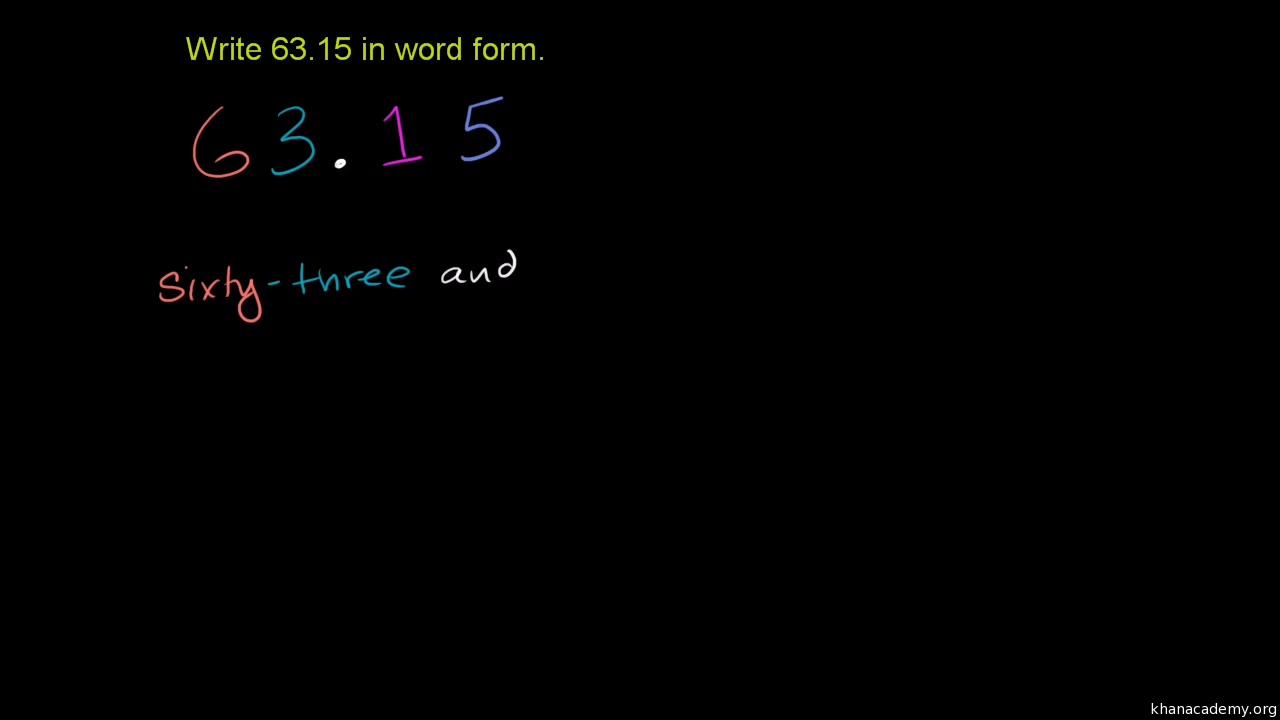 Write 63.15 in word form.
63.15
sixty-three and
khanacademy.org